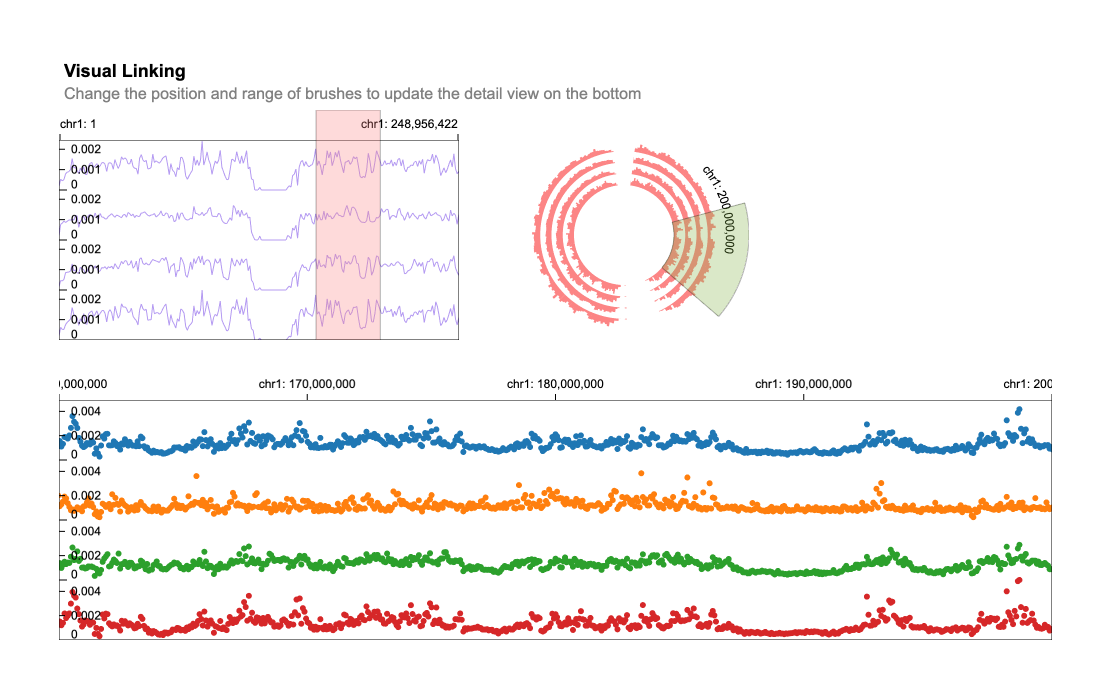 Visual Linking
Change the position and range of brushes to update the detail view on the bottom
chr1: 1
chr1: 248,956,422
0.002
0.001
0
0.002
0.001
0
0.002
0.001
0
0.002
0.001
0
chr1: 200,000,000
0,000,000
chr1: 170,000,000
chr1: 180,000,000
chr1: 190,000,000
chr1: 200
0.004
0.002
0
0.004
0.002
0
0.004
0.002
0
0.004
0.002
0